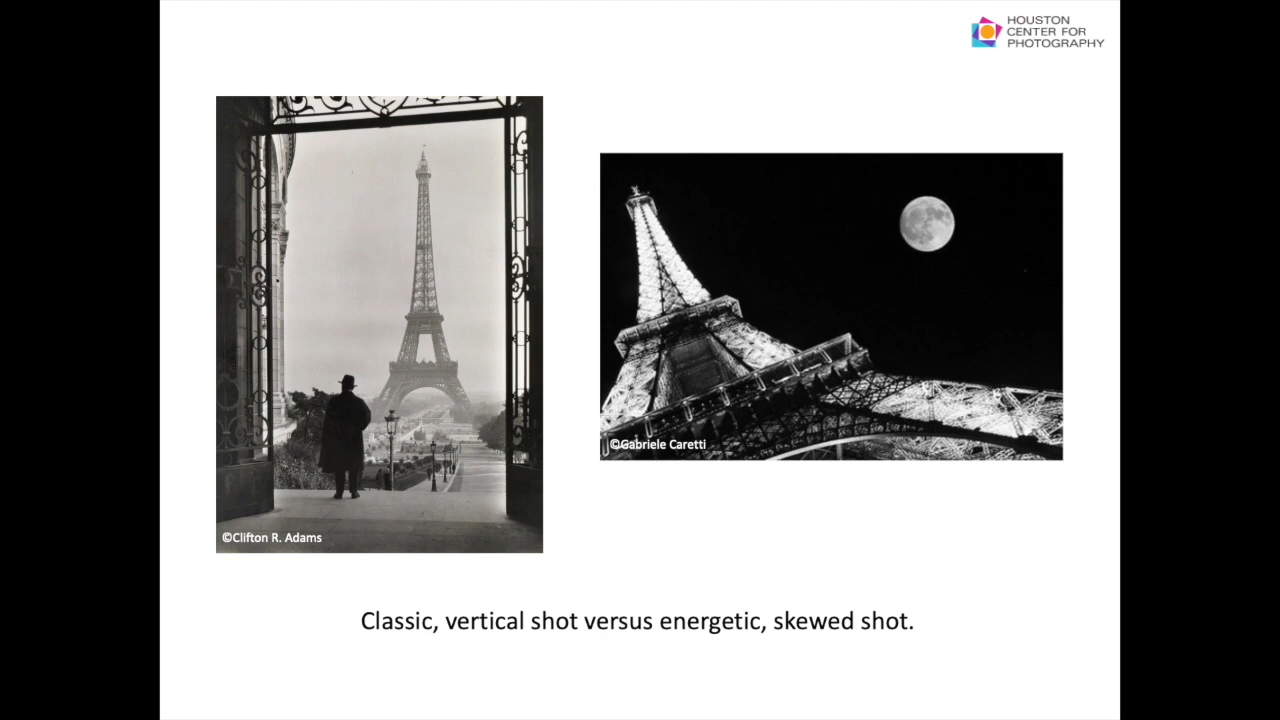 HOUSTON
CENTER FOR
PHOTOGRAPHY
©Gabriele Caretti
©Clifton R. Adams
Classic, vertical shot versus energetic, skewed shot.